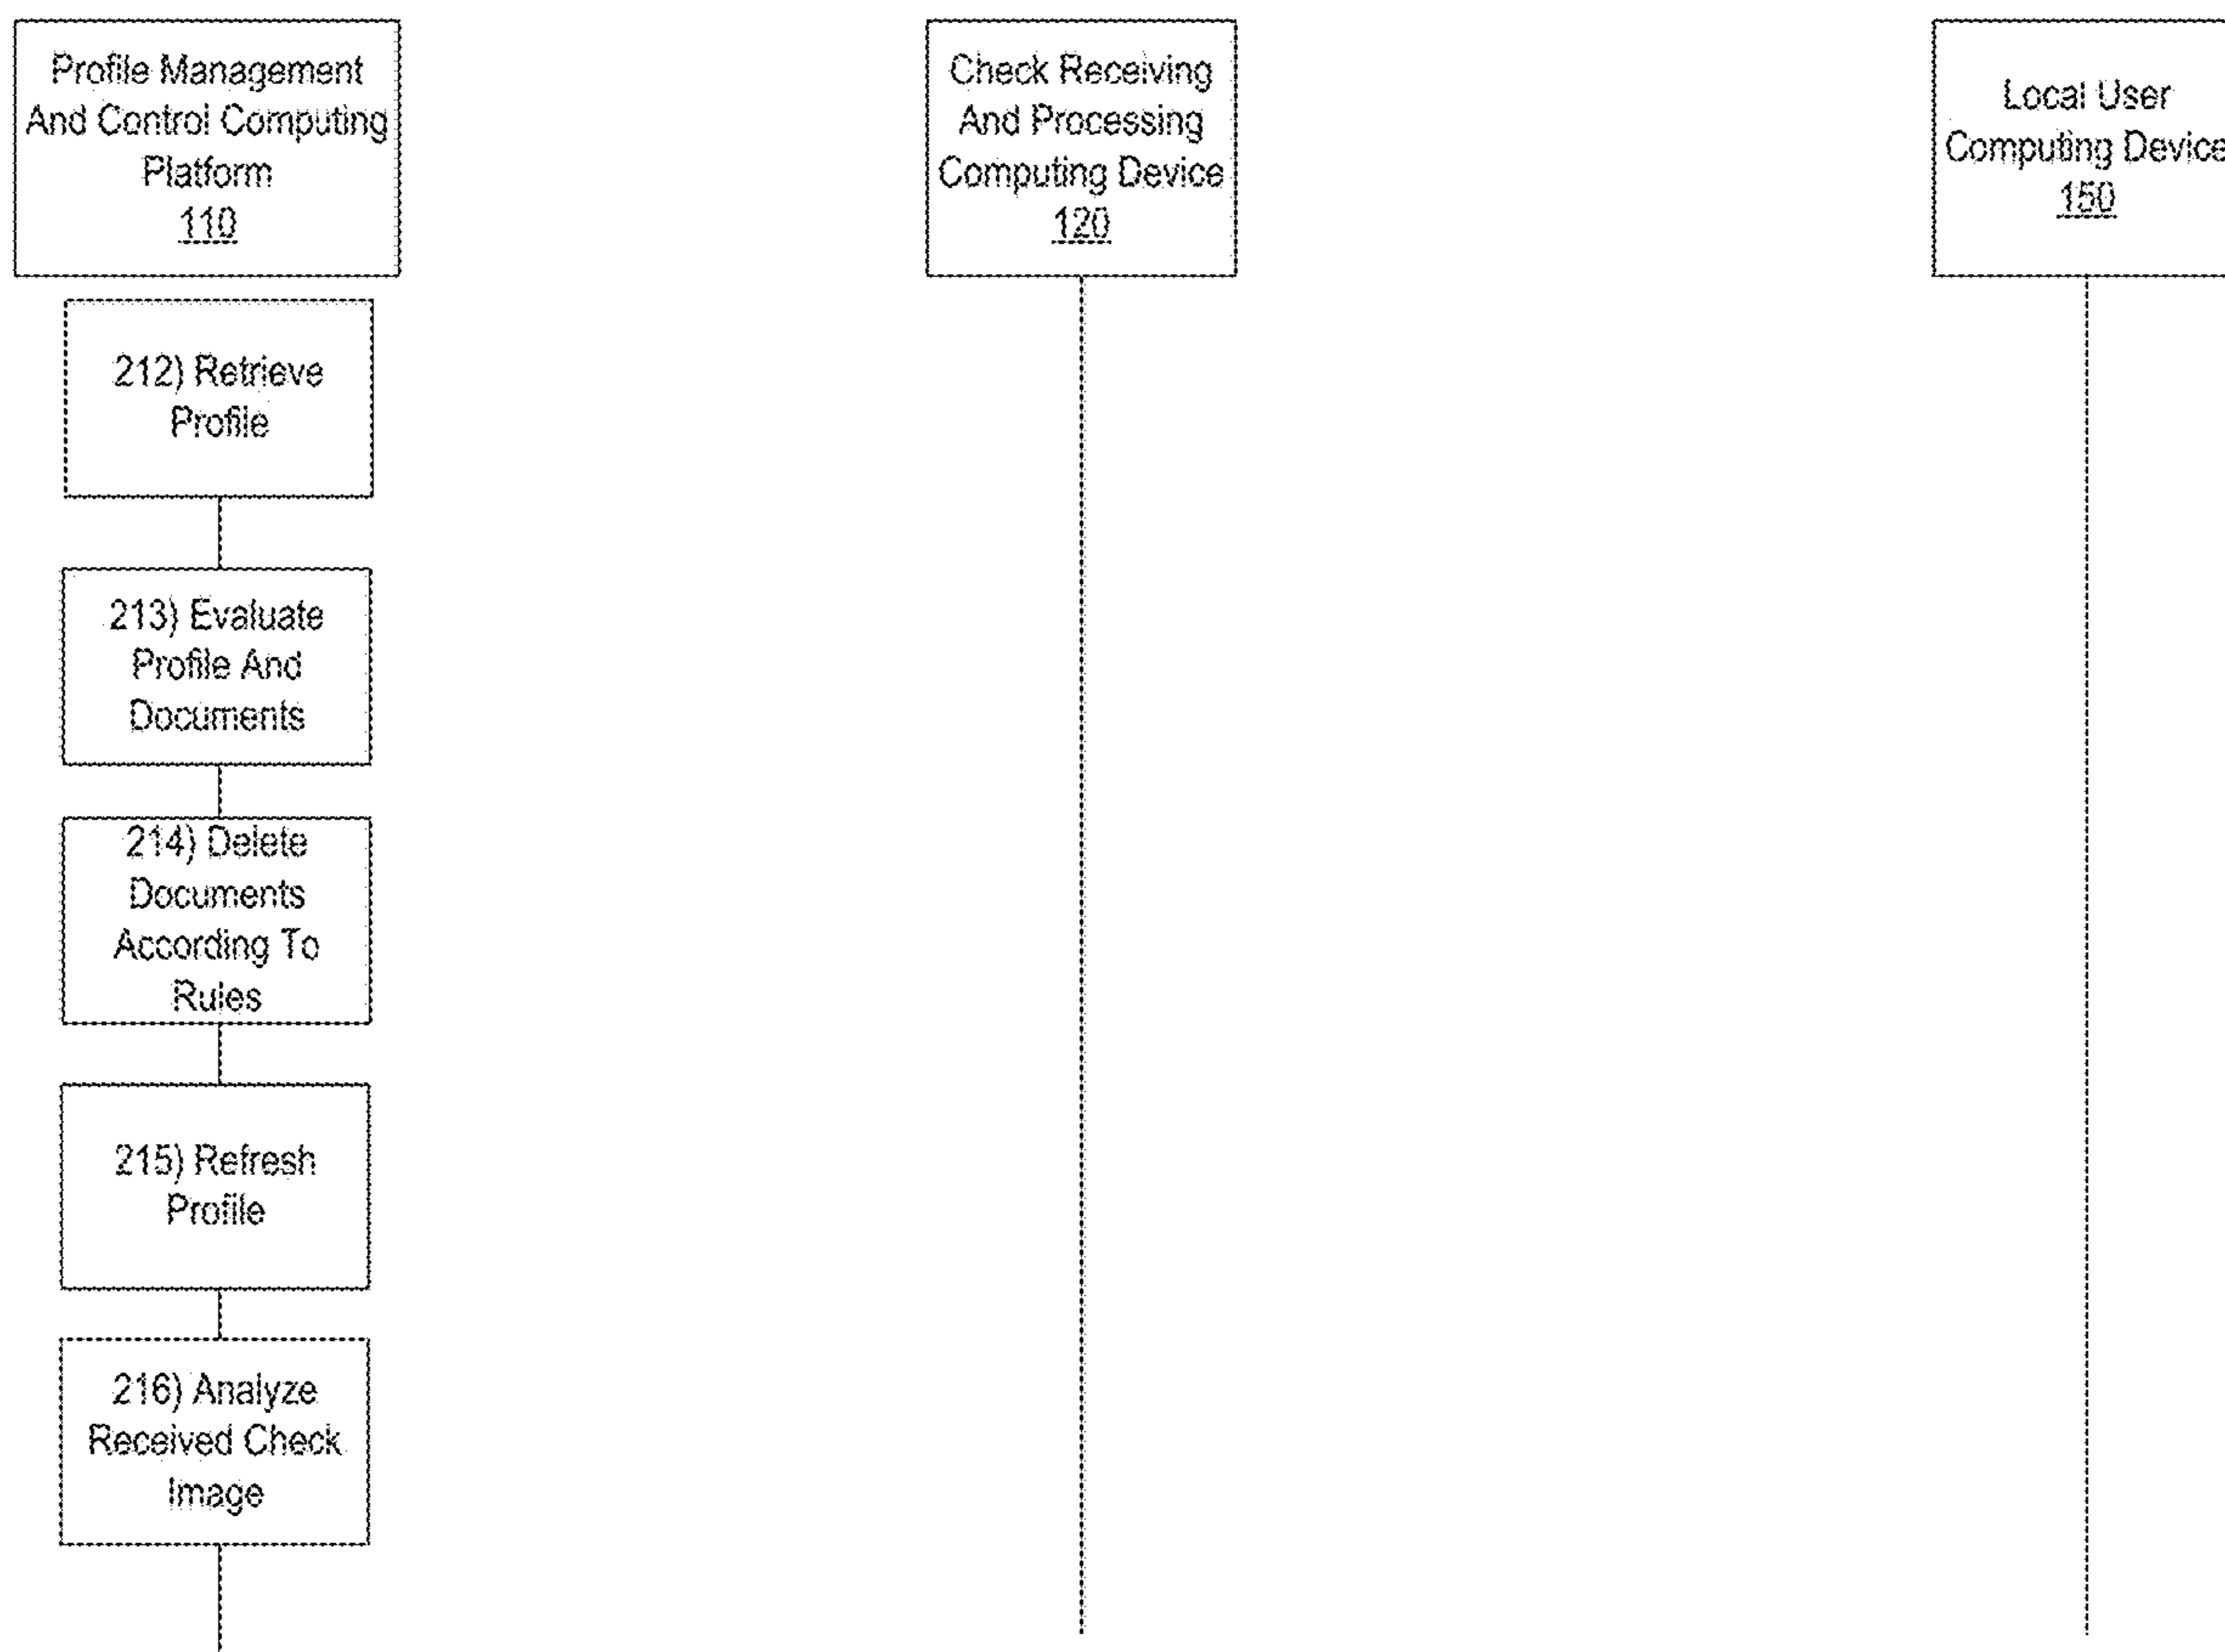 Profile Management
And Control Computing
Platform
110
Check Receiving
And Processing
Computing Device
120
Local User
Computing Device
150
212) Retrieve
Profile
213) Evaluate
Profile And
Documents
214) Delete
Documents
According To
Rules
215) Refresh
Profile
216) Analyze
Received Check
Image